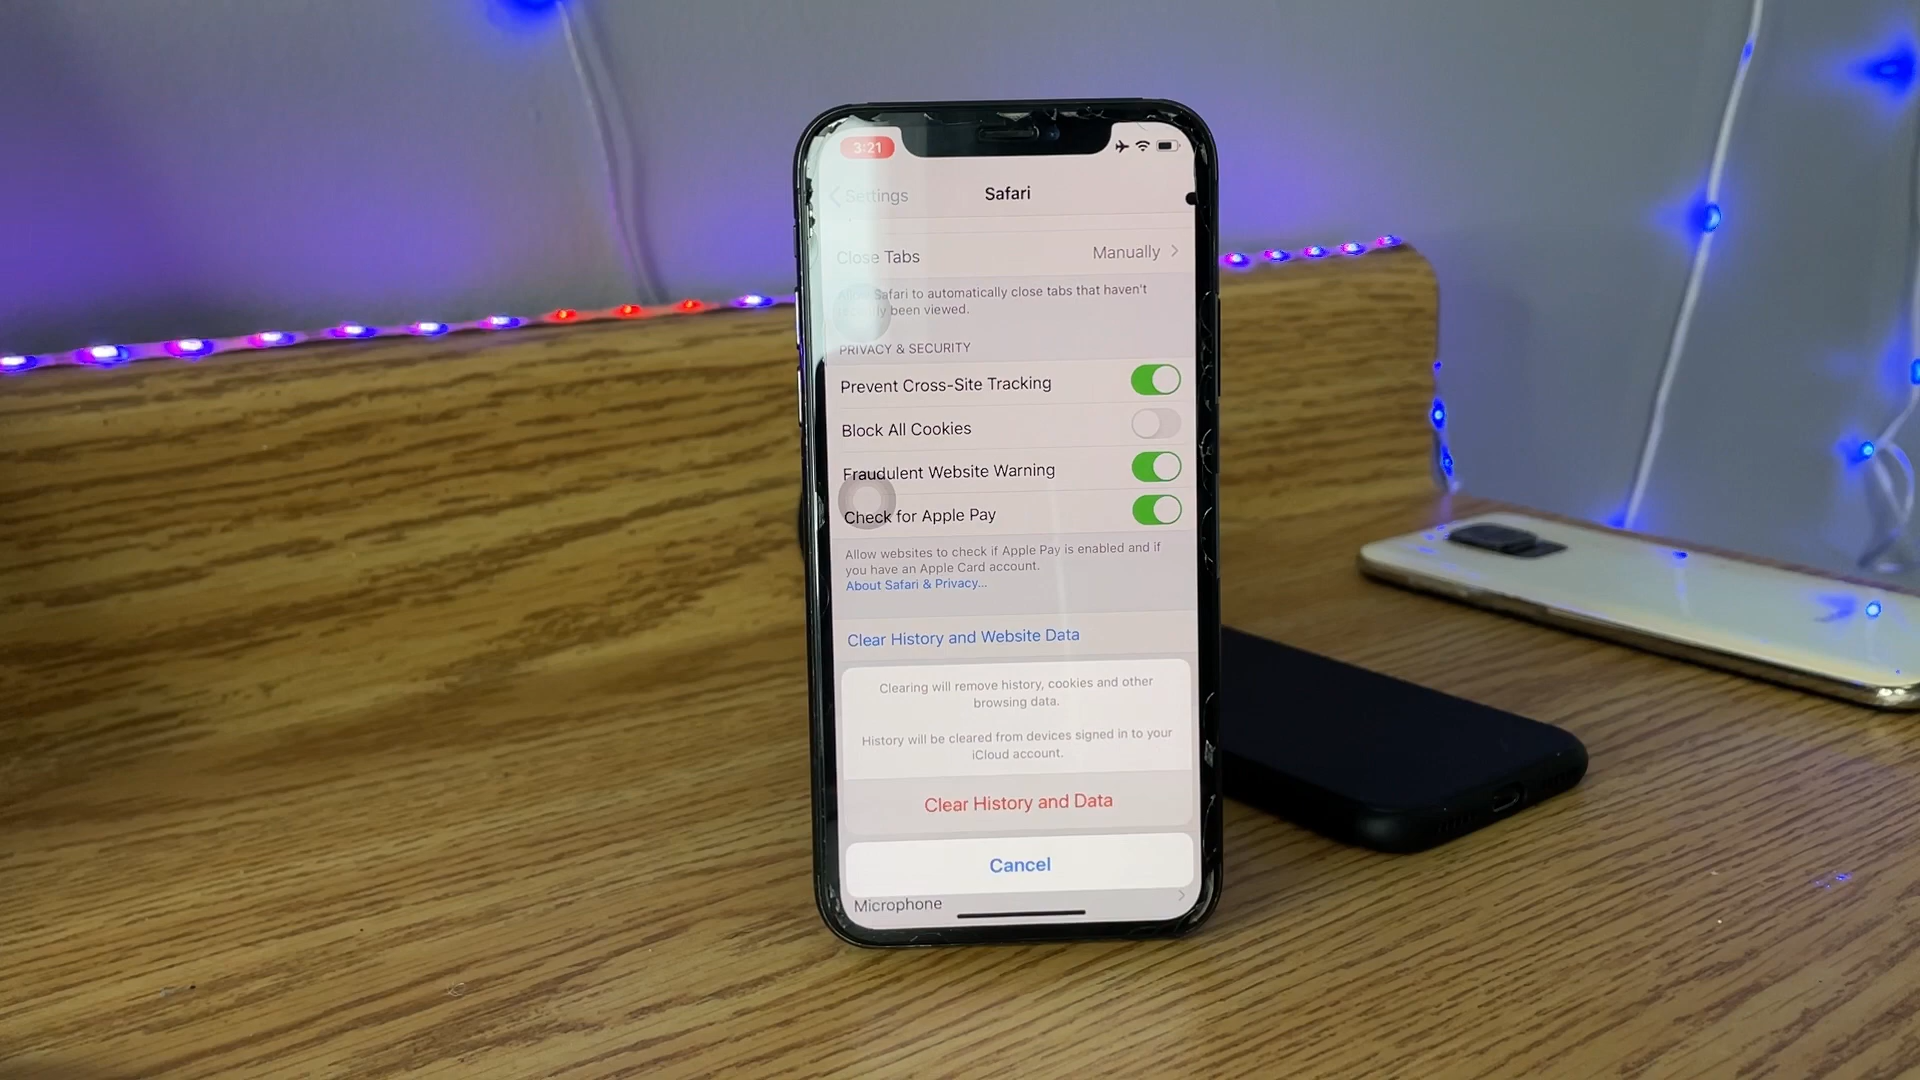 3:21
Settings
Safari
Close Tabs
Manually
Safari to automatically close tabs that haven't
been viewed.
PRIVACY & SECURITY
Prevent Cross-Site Tracking
Block All Cookies
Fraudulent Website Warning
Check for Apple Pay
Allow websites to check if Apple Pay is enabled and if
you have an Apple Card account.
About Safari & Privacy...
Clear History and Website Data
Clearing will remove history, cookies and other
browsing data.
History will be cleared from devices signed in to your
iCloud account.
Clear History and Data
Cancel
Microphone